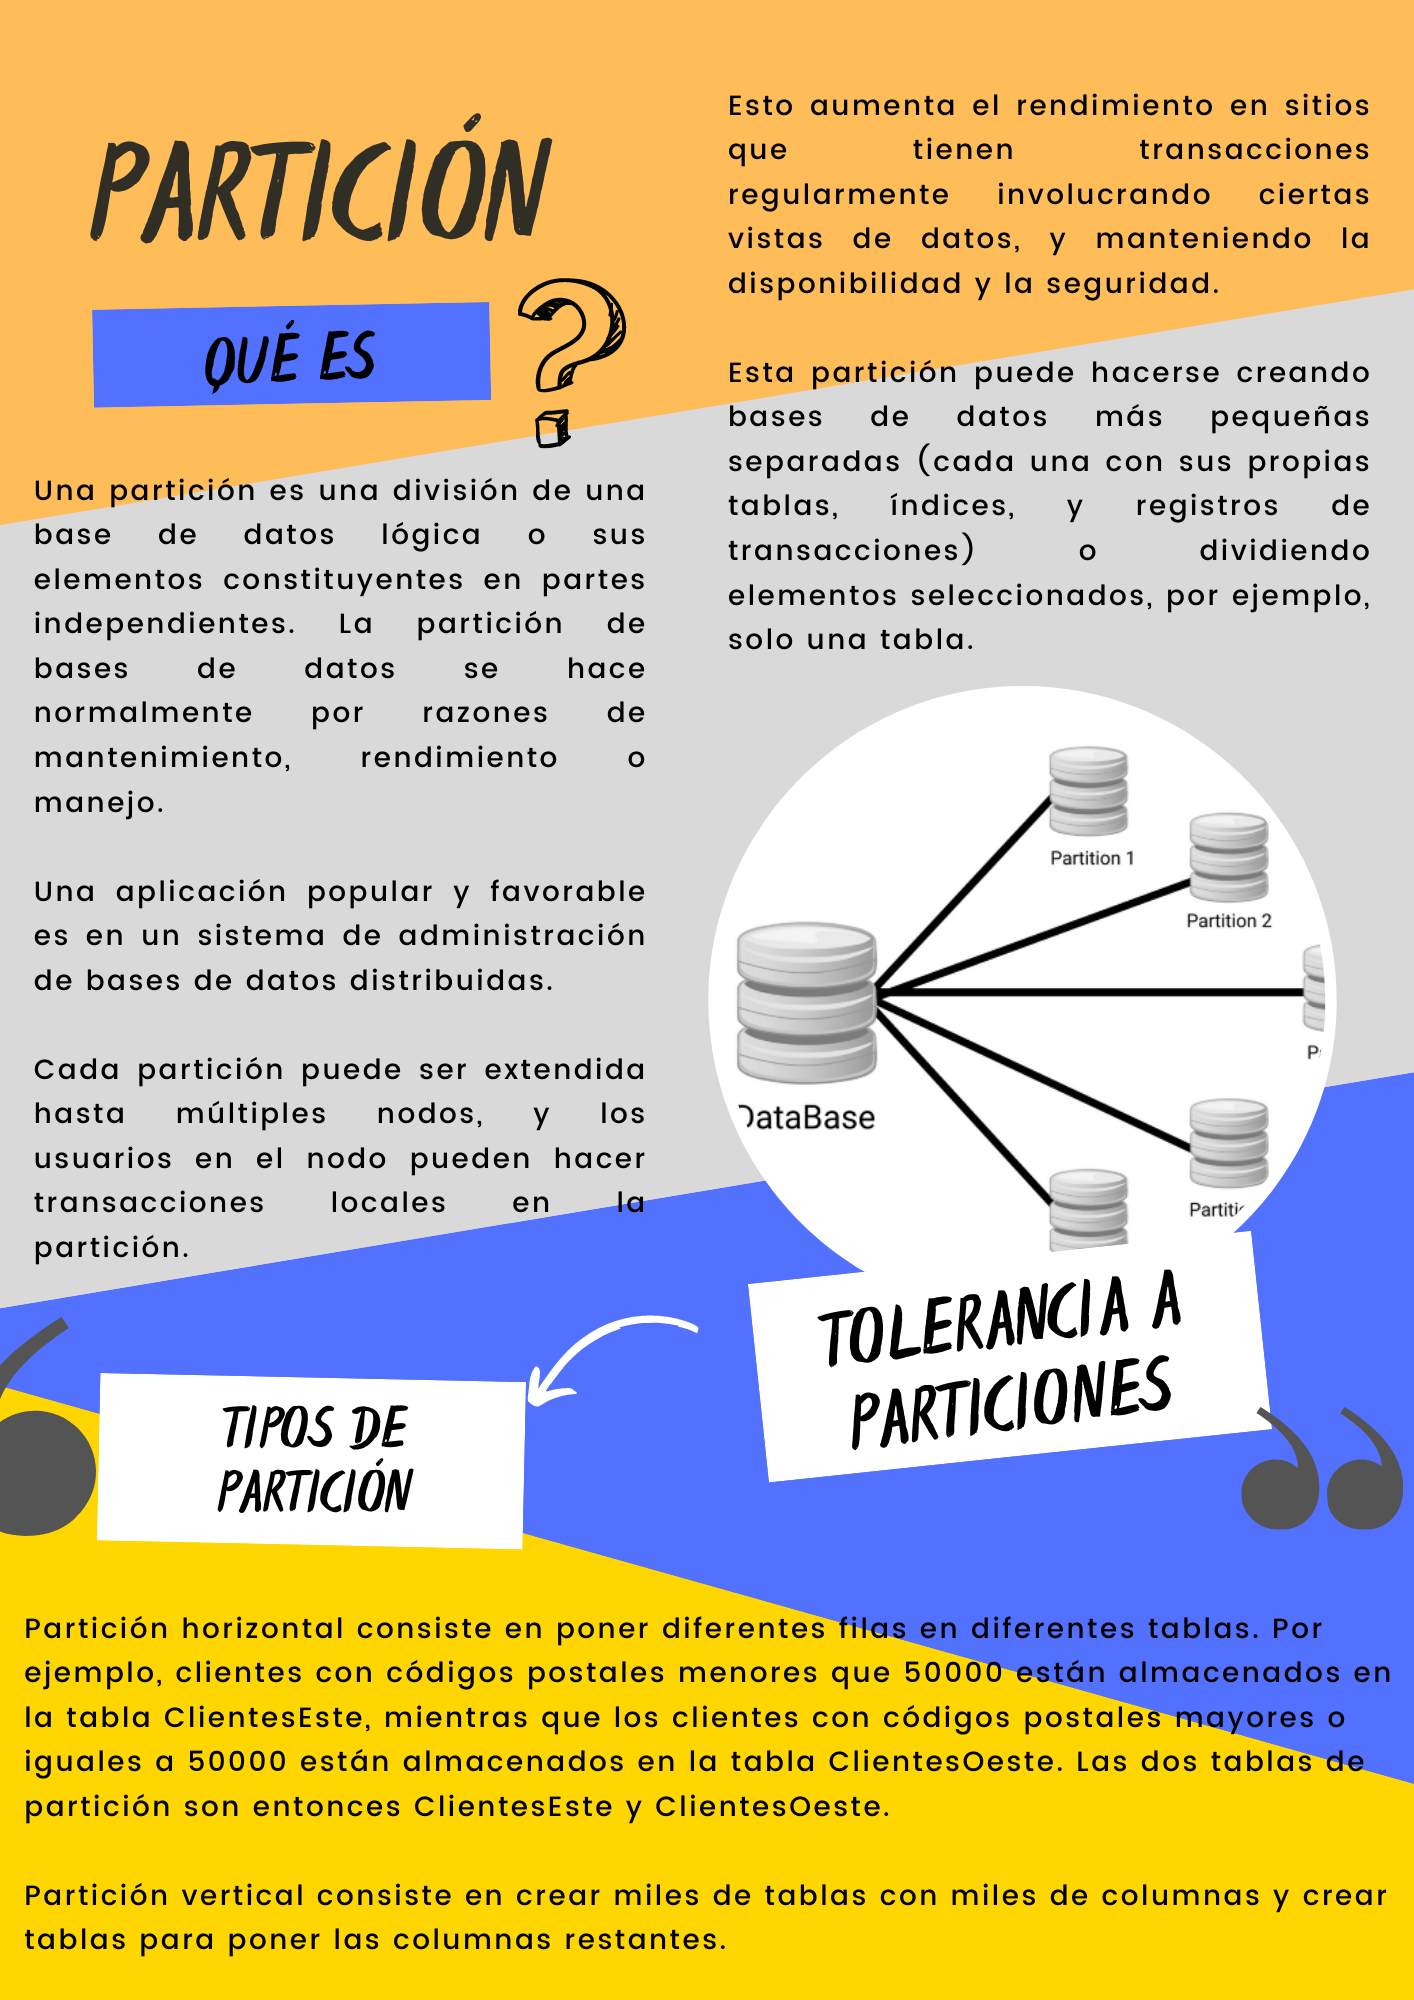 PARTICIÓN
QUÉ ES
?
Una partición es una división de una
base de datos lógica o sus
elementos constituyentes en partes
independientes. La partición de
bases de datos se hace
normalmente por razones de
mantenimiento, rendimiento o
manejo.
Una aplicación popular y favorable
es en un sistema de administración
de bases de datos distribuidas.
Cada partición puede ser extendida
hasta múltiples nodos, y los
usuarios en el nodo pueden hacer
transacciones locales en la
partición.
Esto aumenta el rendimiento en sitios
que tienen transacciones
regularmente involucrando ciertas
vistas de datos, y manteniendo la
disponibilidad y la seguridad.
Esta partición puede hacerse creando
bases de datos más pequeñas
separadas (cada una con sus propias
tablas, índices, y registros de
transacciones) o dividiendo
elementos seleccionados, por ejemplo,
solo una tabla.
Partition 1
Partition 2
DataBase
TOLERANCIA A
PARTICIONES
TIPOS DE
PARTICIÓN
Partición horizontal consiste en poner diferentes filas en diferentes tablas. Por
ejemplo, clientes con códigos postales menores que 50000 están almacenados en
la tabla ClientesEste, mientras que los clientes con códigos postales mayores o
iguales a 50000 están almacenados en la tabla ClientesOeste. Las dos tablas de
partición son entonces ClientesEste y ClientesOeste.
Partición vertical consiste en crear miles de tablas con miles de columnas y crear
tablas para poner las columnas restantes.